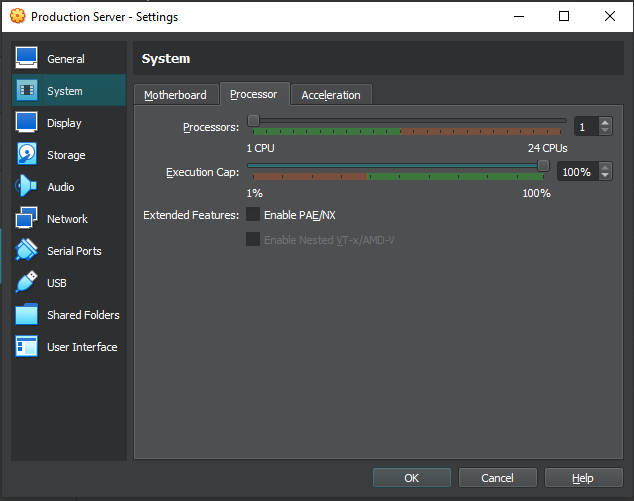 Production Server - Settings
General
System
Display
Storage
Audio
Network
Serial Ports
USB
Shared Folders
User Interface
System
Motherboard Processor Acceleration
Processors: 1
1 CPU 24 CPUs
Execution Cap: 100%
1% 100%
Extended Features: Enable PAE/NX
Enable Nested VT-x/AMD-V
OK Cancel Help